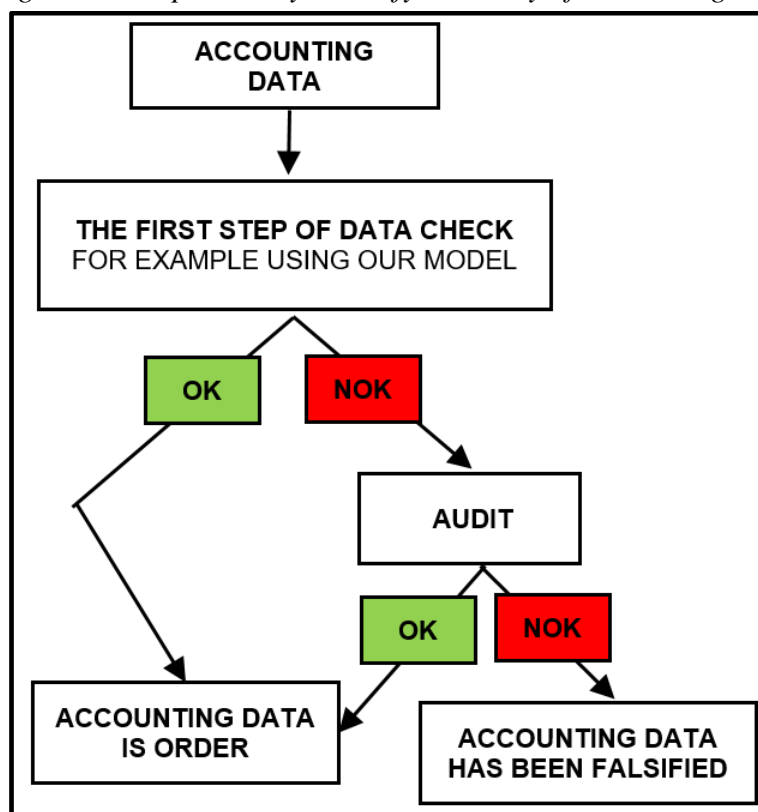 ACCOUNTING
DATA
THE FIRST STEP OF DATA CHECK
FOR EXAMPLE USING OUR MODEL
OK
NOK
AUDIT
OK
NOK
ACCOUNTING DATA
IS ORDER
ACCOUNTING DATA
HAS BEEN FALSIFIED